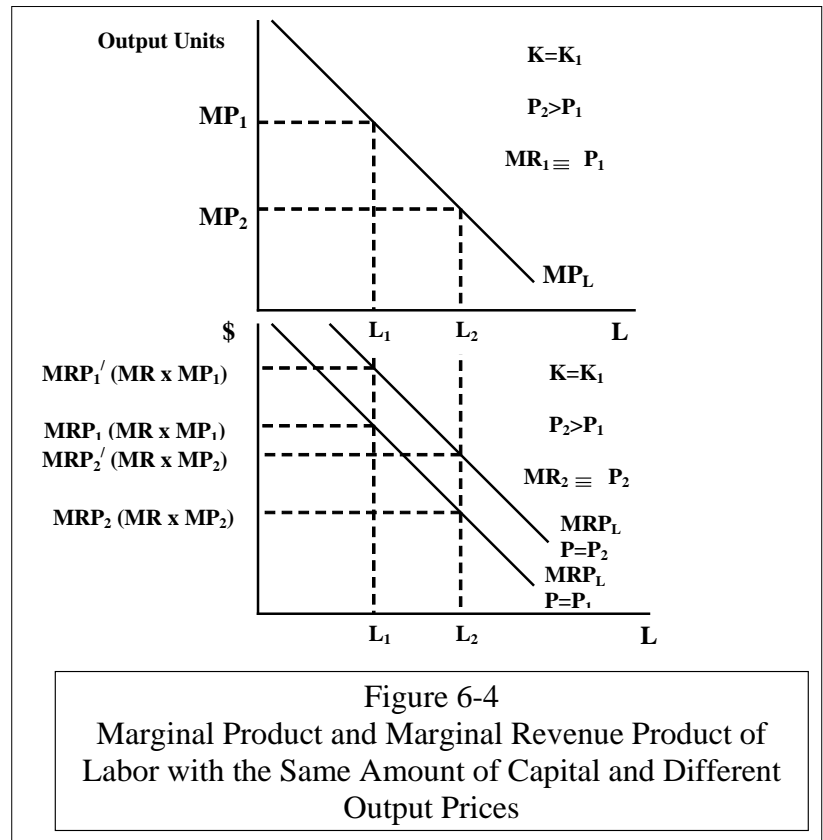 Output Units
K=K₁
P₂>P₁
MP₁
MR₁≡ P₁
MP₂
MP_L
$ L₁ L₂ L
MRP₁′ (MR x MP₁)
K=K₁
MRP₁ (MR x MP₁)
P₂>P₁
MRP₂′ (MR x MP₂)
MR₂ ≡ P₂
MRP₂ (MR x MP₂)
MRP_L
P=P₂
MRP_L
P=P₁
L₁ L₂ L
Figure 6-4
Marginal Product and Marginal Revenue Product of
Labor with the Same Amount of Capital and Different
Output Prices